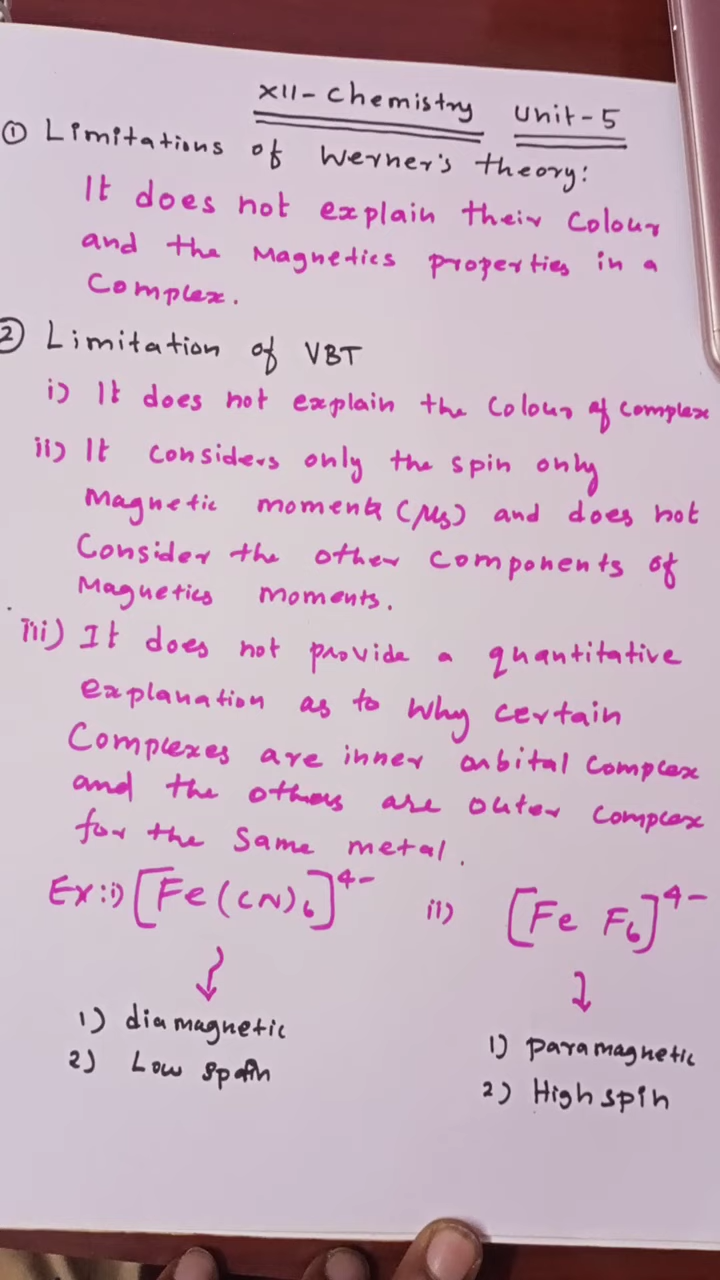 XII - Chemistry Unit - 5
① Limitations of Werner's theory:
It does not explain their Colour
and the Magnetics properties in a
Complex.
② Limitation of VBT
i) It does not explain the Colour of complex
ii) It considers only the spin only
Magnetic moments (μs) and does not
Consider the other components of
Magnetics moments.
iii) It does not provide a quantitative
explanation as to why certain
Complexes are inner orbital complex
and the others are outer complex
for the same metal.
Ex: i) [Fe(CN)6]4- ii) [Fe F6]4-
1) diamagnetic
2) Low spin
1) paramagnetic
2) High spin